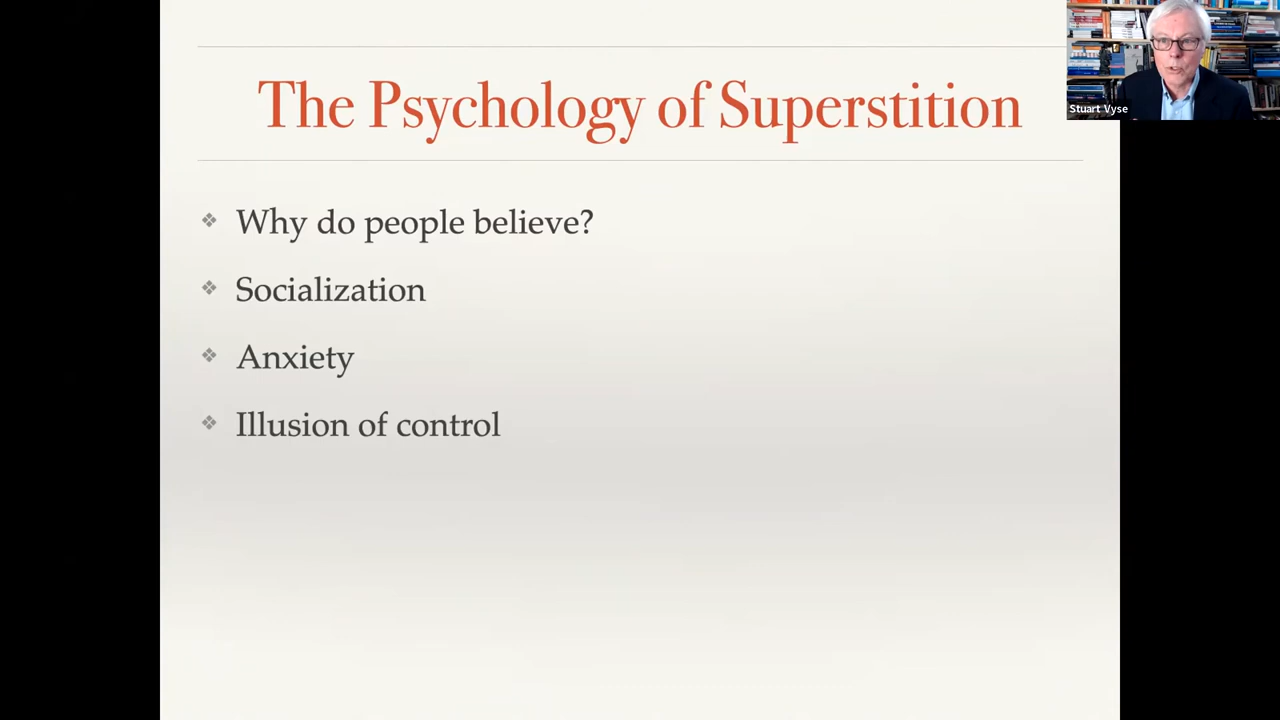 The Psychology of Superstition
Stuart Vyse
❖ Why do people believe?
❖ Socialization
❖ Anxiety
❖ Illusion of control